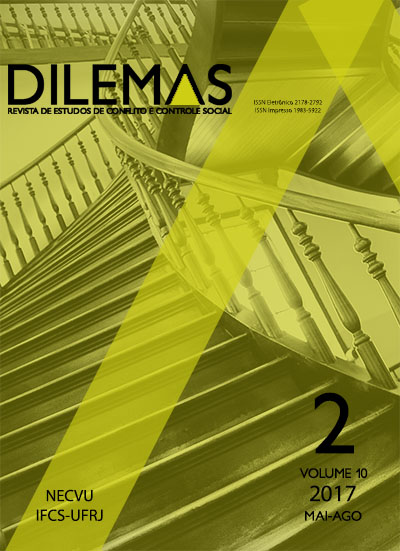 DILEMAS
REVISTA DE ESTUDOS DE CONFLITO E CONTROLE SOCIAL
ISSN Eletrônico 2178-2792
ISSN Impresso 1983-5922
2
VOLUME 10
2017
MAI-AGO
NECVU
IFCS-UFRJ